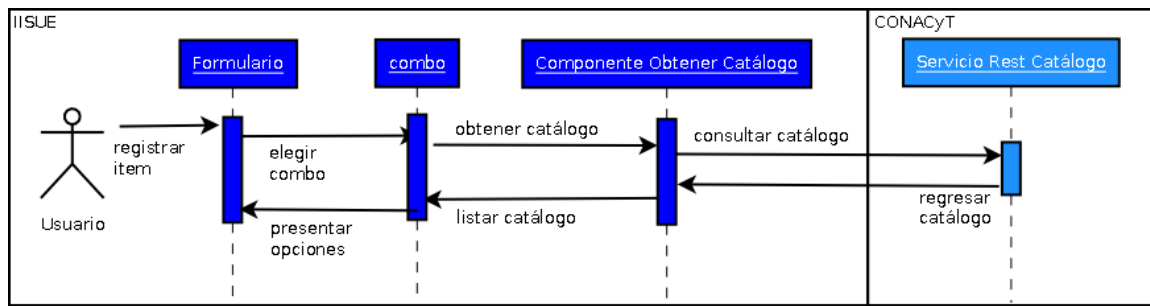 IISUE
CONACyT
Formulario
combo
Componente Obtener Catálogo
Servicio Rest Catálogo
registrar
item
elegir
combo
obtener catálogo
consultar catálogo
regresar
catálogo
listar catálogo
presentar
opciones
Usuario